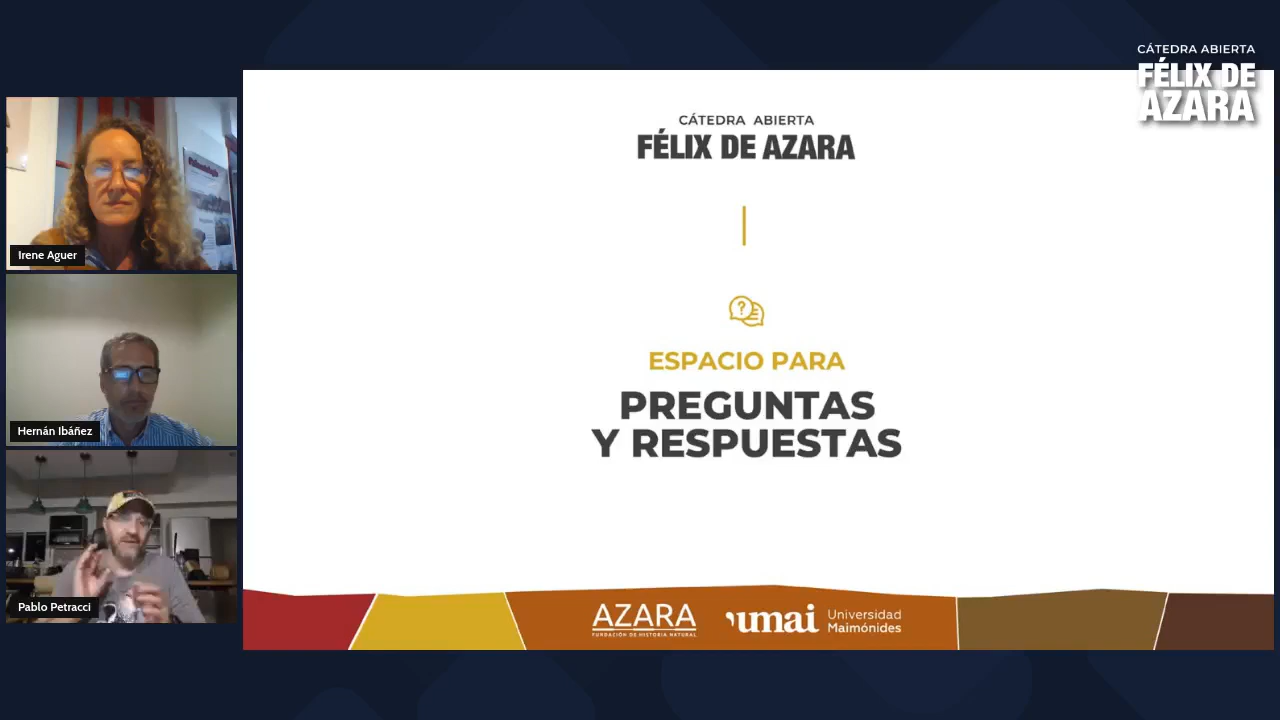 CÁTEDRA ABIERTA
FÉLIX DE
AZARA
Irene Aguer
Hernán Ibáñez
Pablo Petracci
CÁTEDRA ABIERTA
FÉLIX DE AZARA
?
ESPACIO PARA
PREGUNTAS
Y RESPUESTAS
AZARA
FUNDACIÓN DE HISTORIA NATURAL
umai
Universidad
Maimónides